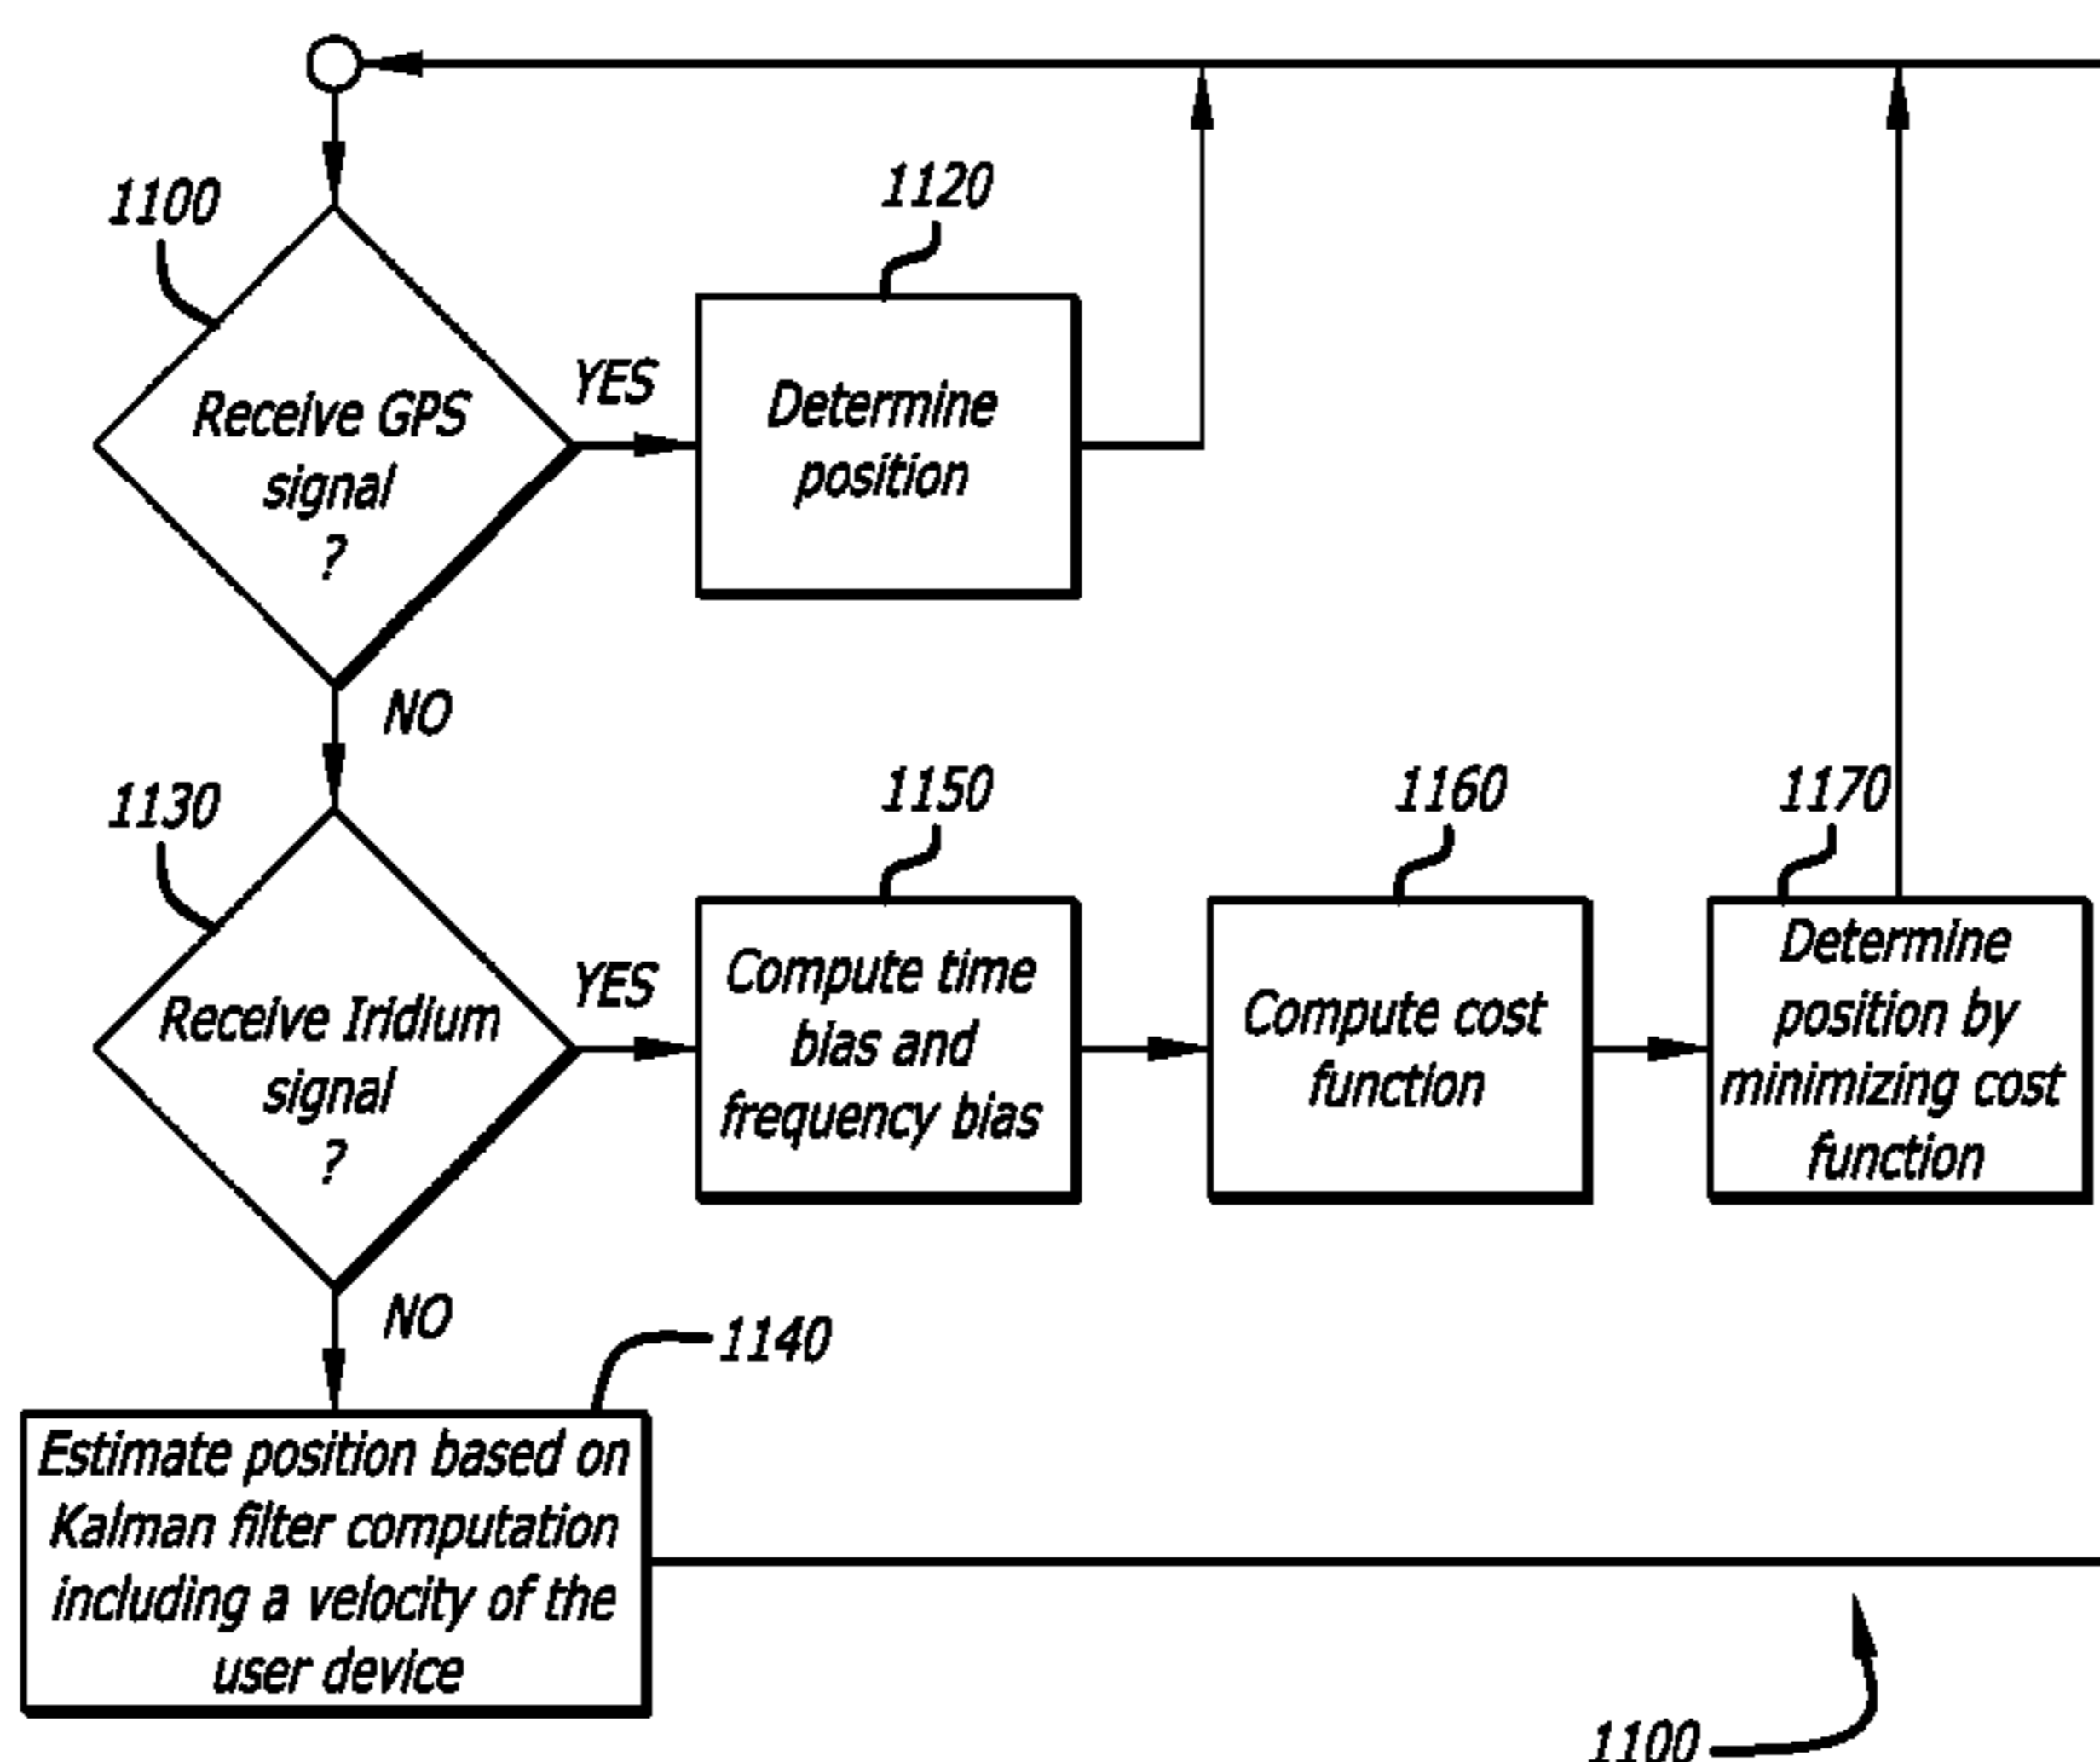 1100
Receive GPS
signal
?
YES
1120
Determine
position
NO
1130
Receive Iridium
signal
?
YES
1150
Compute time
bias and
frequency bias
1160
Compute cost
function
1170
Determine
position by
minimizing cost
function
NO
1140
Estimate position based on
Kalman filter computation
including a velocity of the
user device
1100